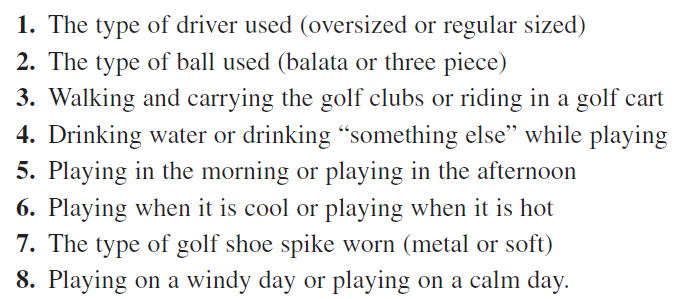 1. The type of driver used (oversized or regular sized)
2. The type of ball used (balata or three piece)
3. Walking and carrying the golf clubs or riding in a golf cart
4. Drinking water or drinking “something else” while playing
5. Playing in the morning or playing in the afternoon
6. Playing when it is cool or playing when it is hot
7. The type of golf shoe spike worn (metal or soft)
8. Playing on a windy day or playing on a calm day.